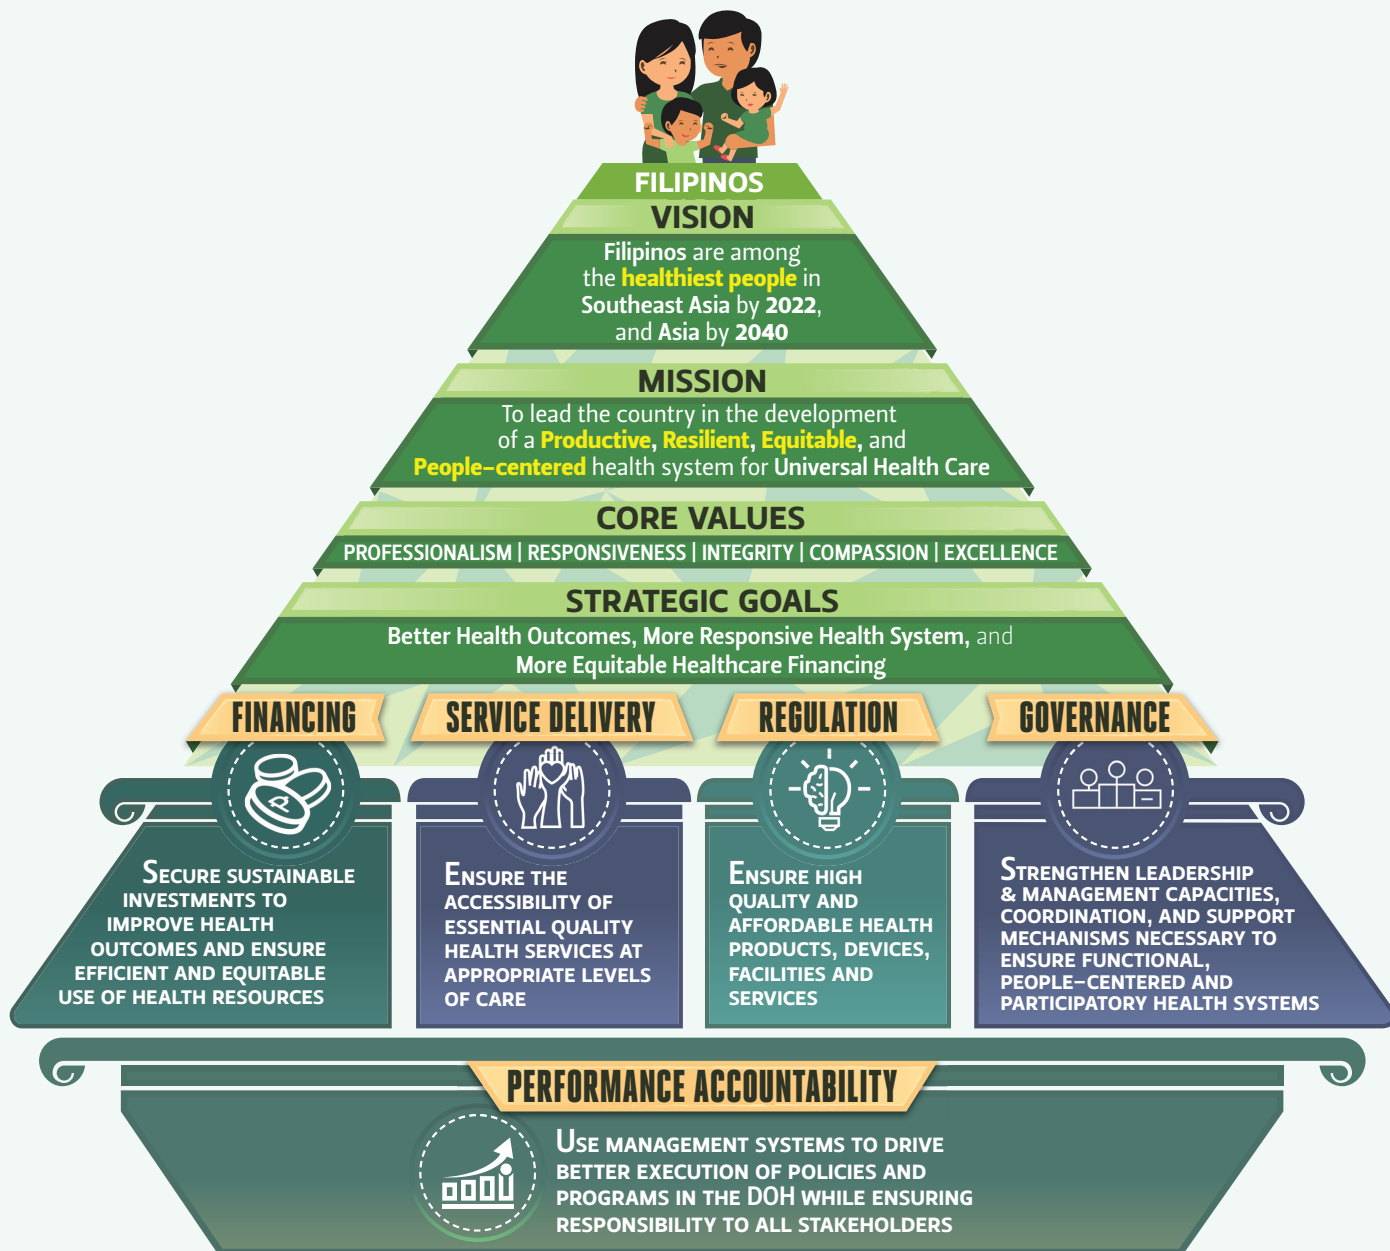 FILIPINOS
VISION
Filipinos are among
the healthiest people in
Southeast Asia by 2022,
and Asia by 2040
MISSION
To lead the country in the development
of a Productive, Resilient, Equitable, and
People-centered health system for Universal Health Care
CORE VALUES
PROFESSIONALISM | RESPONSIVENESS | INTEGRITY | COMPASSION | EXCELLENCE
STRATEGIC GOALS
Better Health Outcomes, More Responsive Health System, and
More Equitable Healthcare Financing
FINANCING
SECURE SUSTAINABLE
INVESTMENTS TO
IMPROVE HEALTH
OUTCOMES AND ENSURE
EFFICIENT AND EQUITABLE
USE OF HEALTH RESOURCES
SERVICE DELIVERY
ENSURE THE
ACCESSIBILITY OF
ESSENTIAL QUALITY
HEALTH SERVICES AT
APPROPRIATE LEVELS
OF CARE
REGULATION
ENSURE HIGH
QUALITY AND
AFFORDABLE HEALTH
PRODUCTS, DEVICES,
FACILITIES AND
SERVICES
GOVERNANCE
STRENGTHEN LEADERSHIP
& MANAGEMENT CAPACITIES,
COORDINATION, AND SUPPORT
MECHANISMS NECESSARY TO
ENSURE FUNCTIONAL,
PEOPLE-CENTERED AND
PARTICIPATORY HEALTH SYSTEMS
PERFORMANCE ACCOUNTABILITY
USE MANAGEMENT SYSTEMS TO DRIVE
BETTER EXECUTION OF POLICIES AND
PROGRAMS IN THE DOH WHILE ENSURING
RESPONSIBILITY TO ALL STAKEHOLDERS